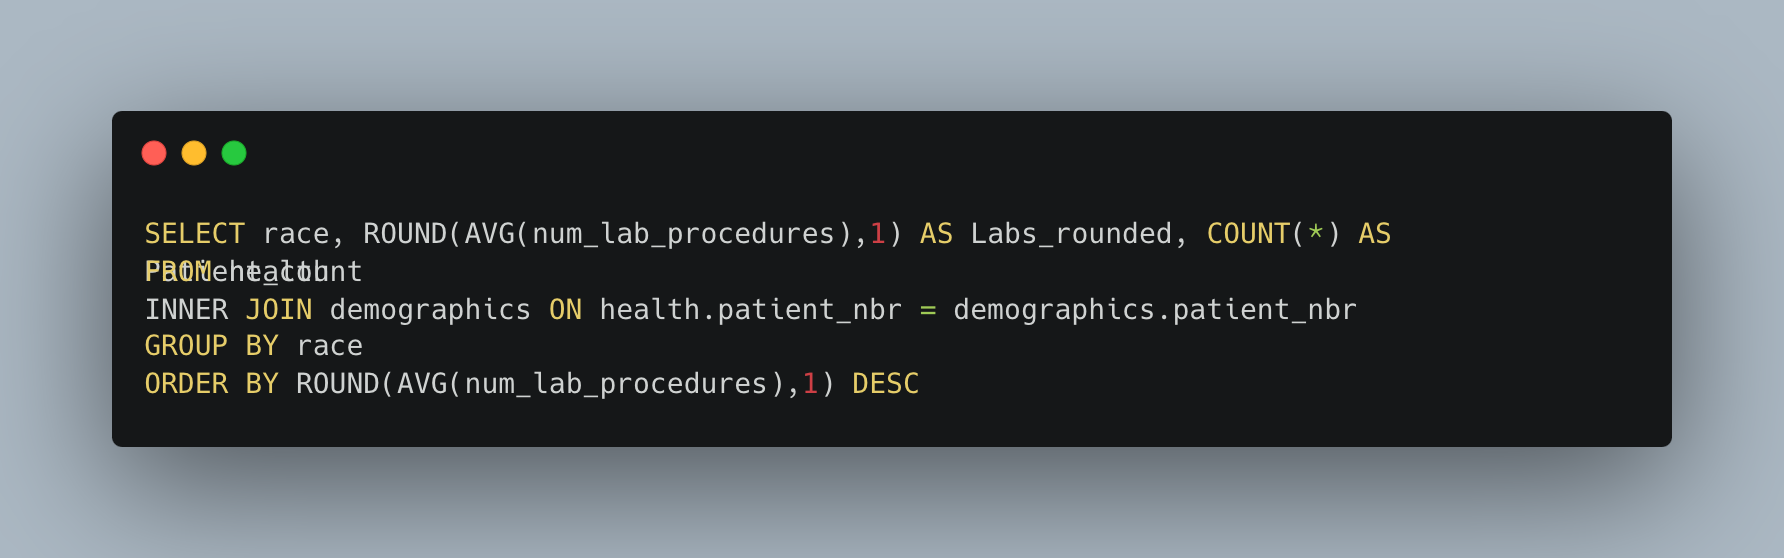 SELECT race, ROUND(AVG(num_lab_procedures),1) AS Labs_rounded, COUNT(*) AS
Patient_count
FROM health
INNER JOIN demographics ON health.patient_nbr = demographics.patient_nbr
GROUP BY race
ORDER BY ROUND(AVG(num_lab_procedures),1) DESC